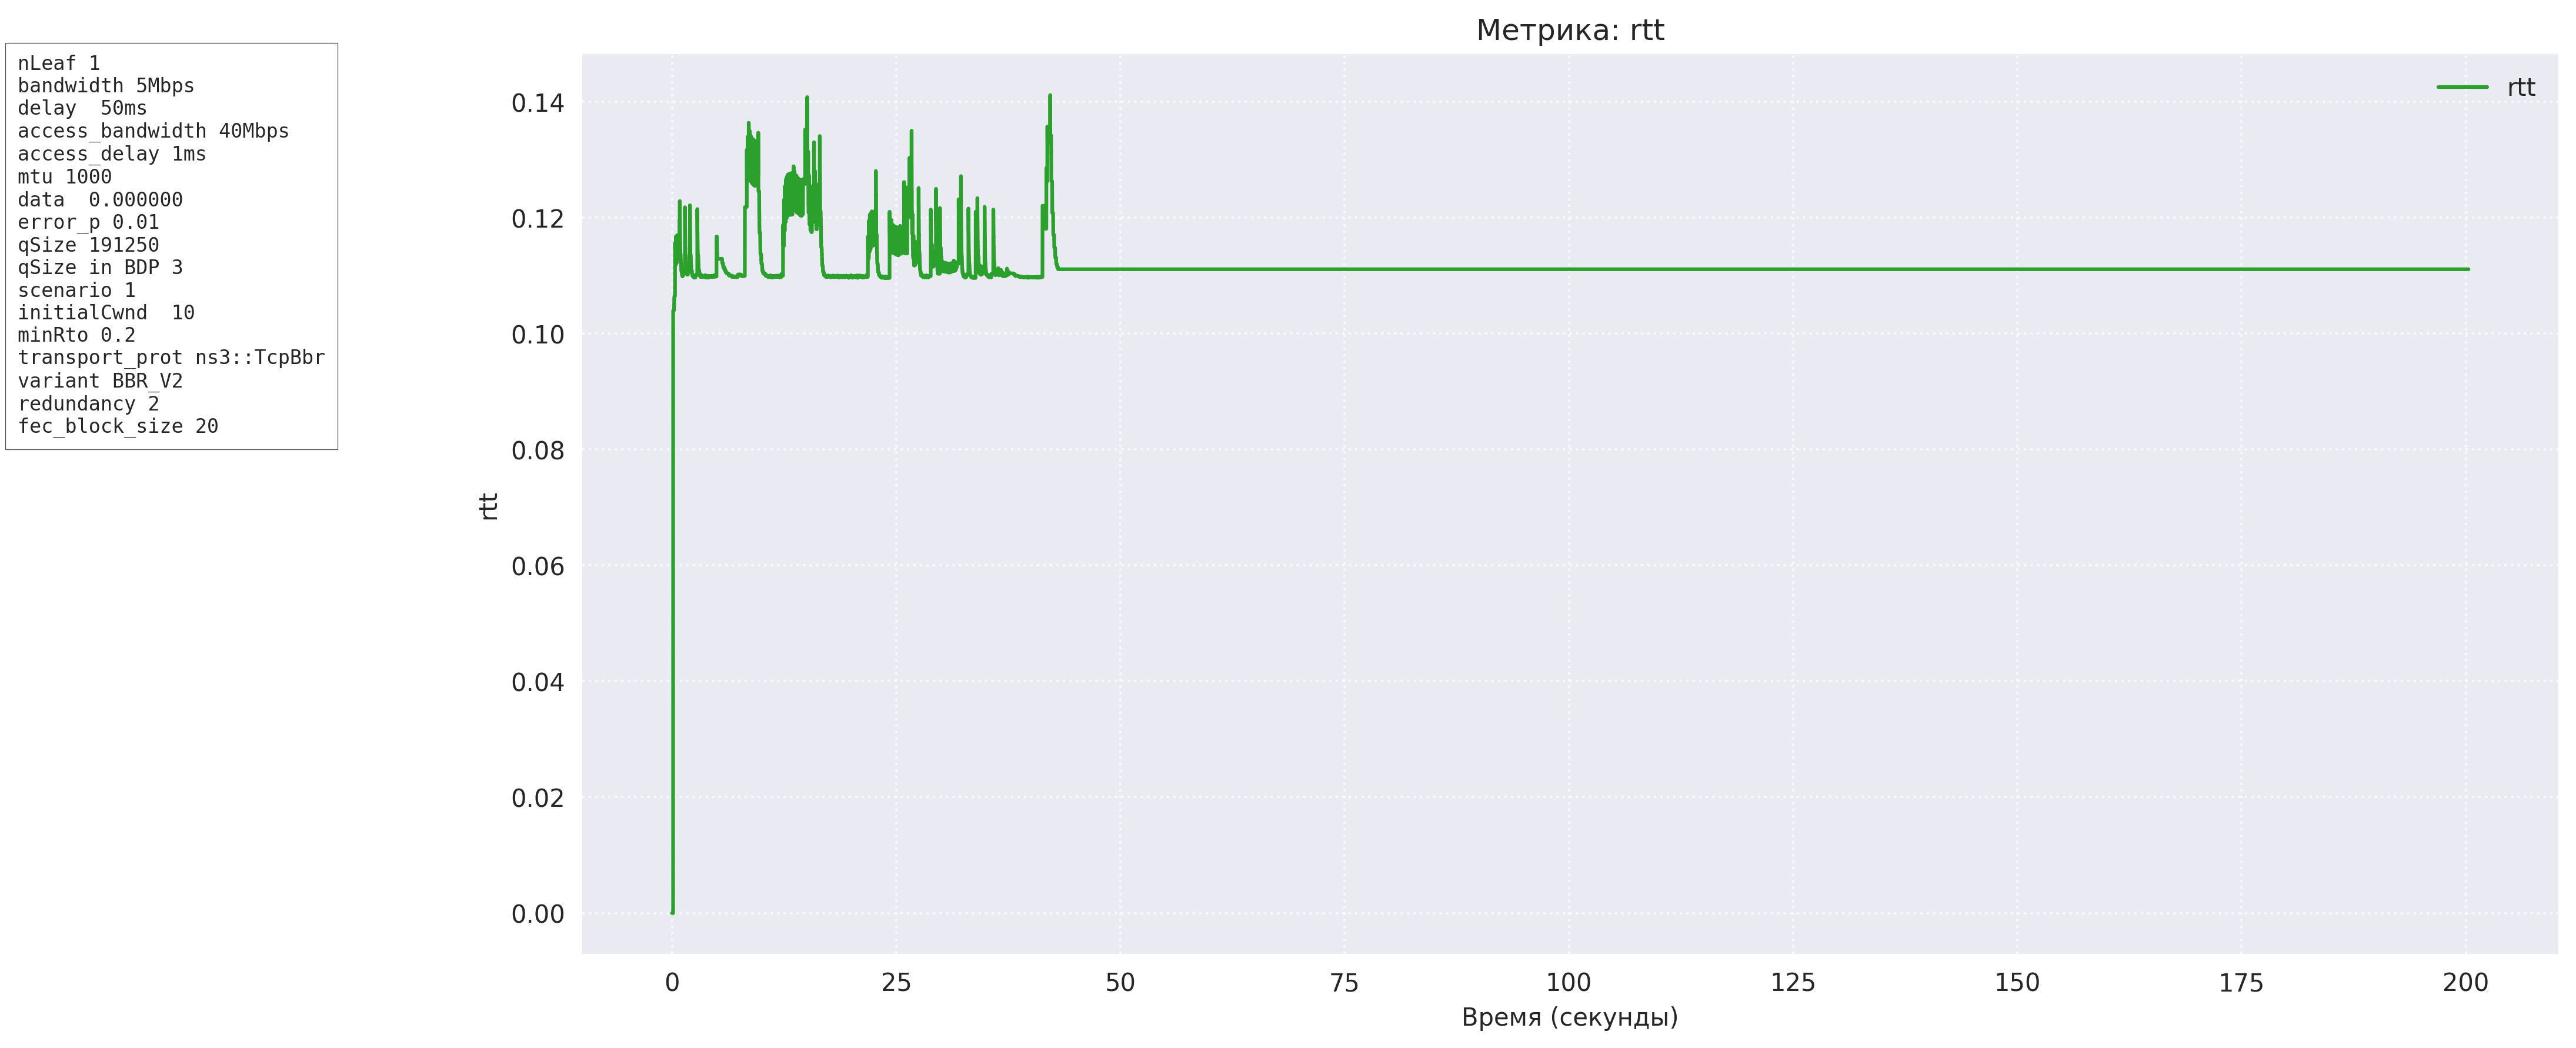 Метрика: rtt
nLeaf 1
bandwidth 5Mbps
delay  50ms
access_bandwidth 40Mbps
access_delay 1ms
mtu 1000
data  0.000000
error_p 0.01
qSize 191250
qSize in BDP 3
scenario 1
initialCwnd  10
minRto 0.2
transport_prot ns3::TcpBbr
variant BBR_V2
redundancy 2
fec_block_size 20
rtt
rtt
0.14
0.12
0.10
0.08
0.06
0.04
0.02
0.00
0 25 50 75 100 125 150 175 200
Время (секунды)